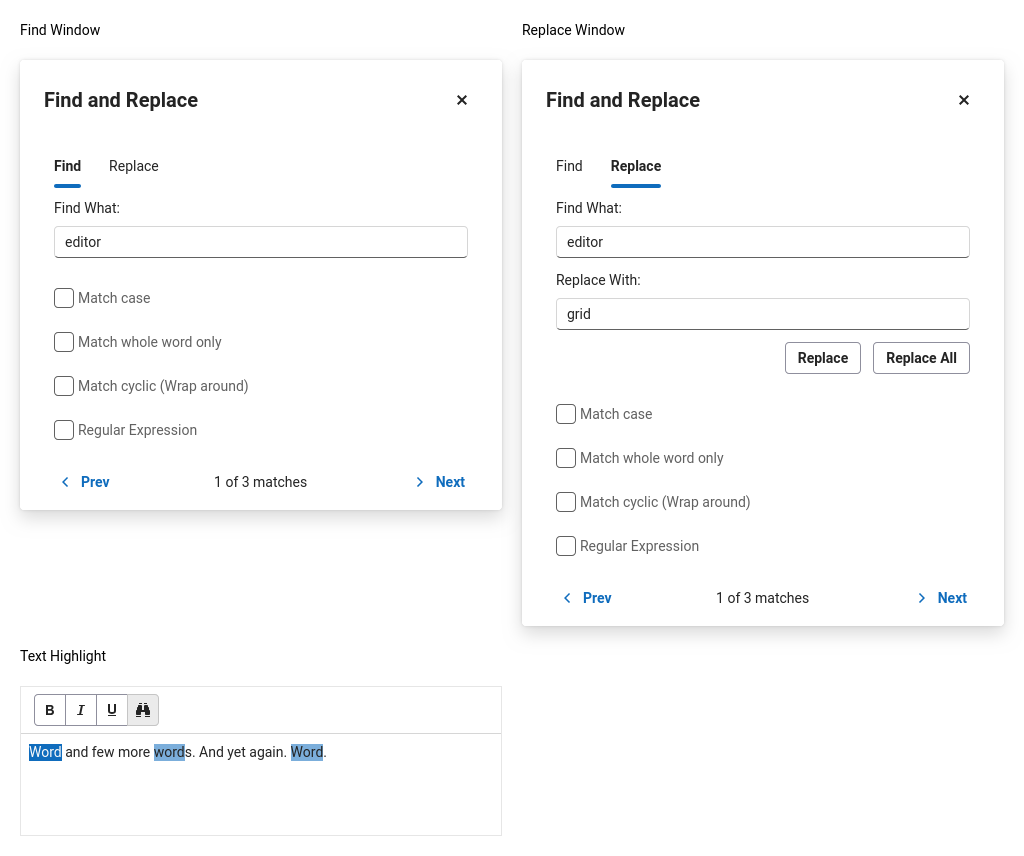 Find Window
Find and Replace
Find Replace
Find What:
editor
Match case
Match whole word only
Match cyclic (Wrap around)
Regular Expression
Prev 1 of 3 matches Next
Replace Window
Find and Replace
Find Replace
Find What:
editor
Replace With:
grid
Replace Replace All
Match case
Match whole word only
Match cyclic (Wrap around)
Regular Expression
Prev 1 of 3 matches Next
Text Highlight
B I U
Word and few more words. And yet again. Word.